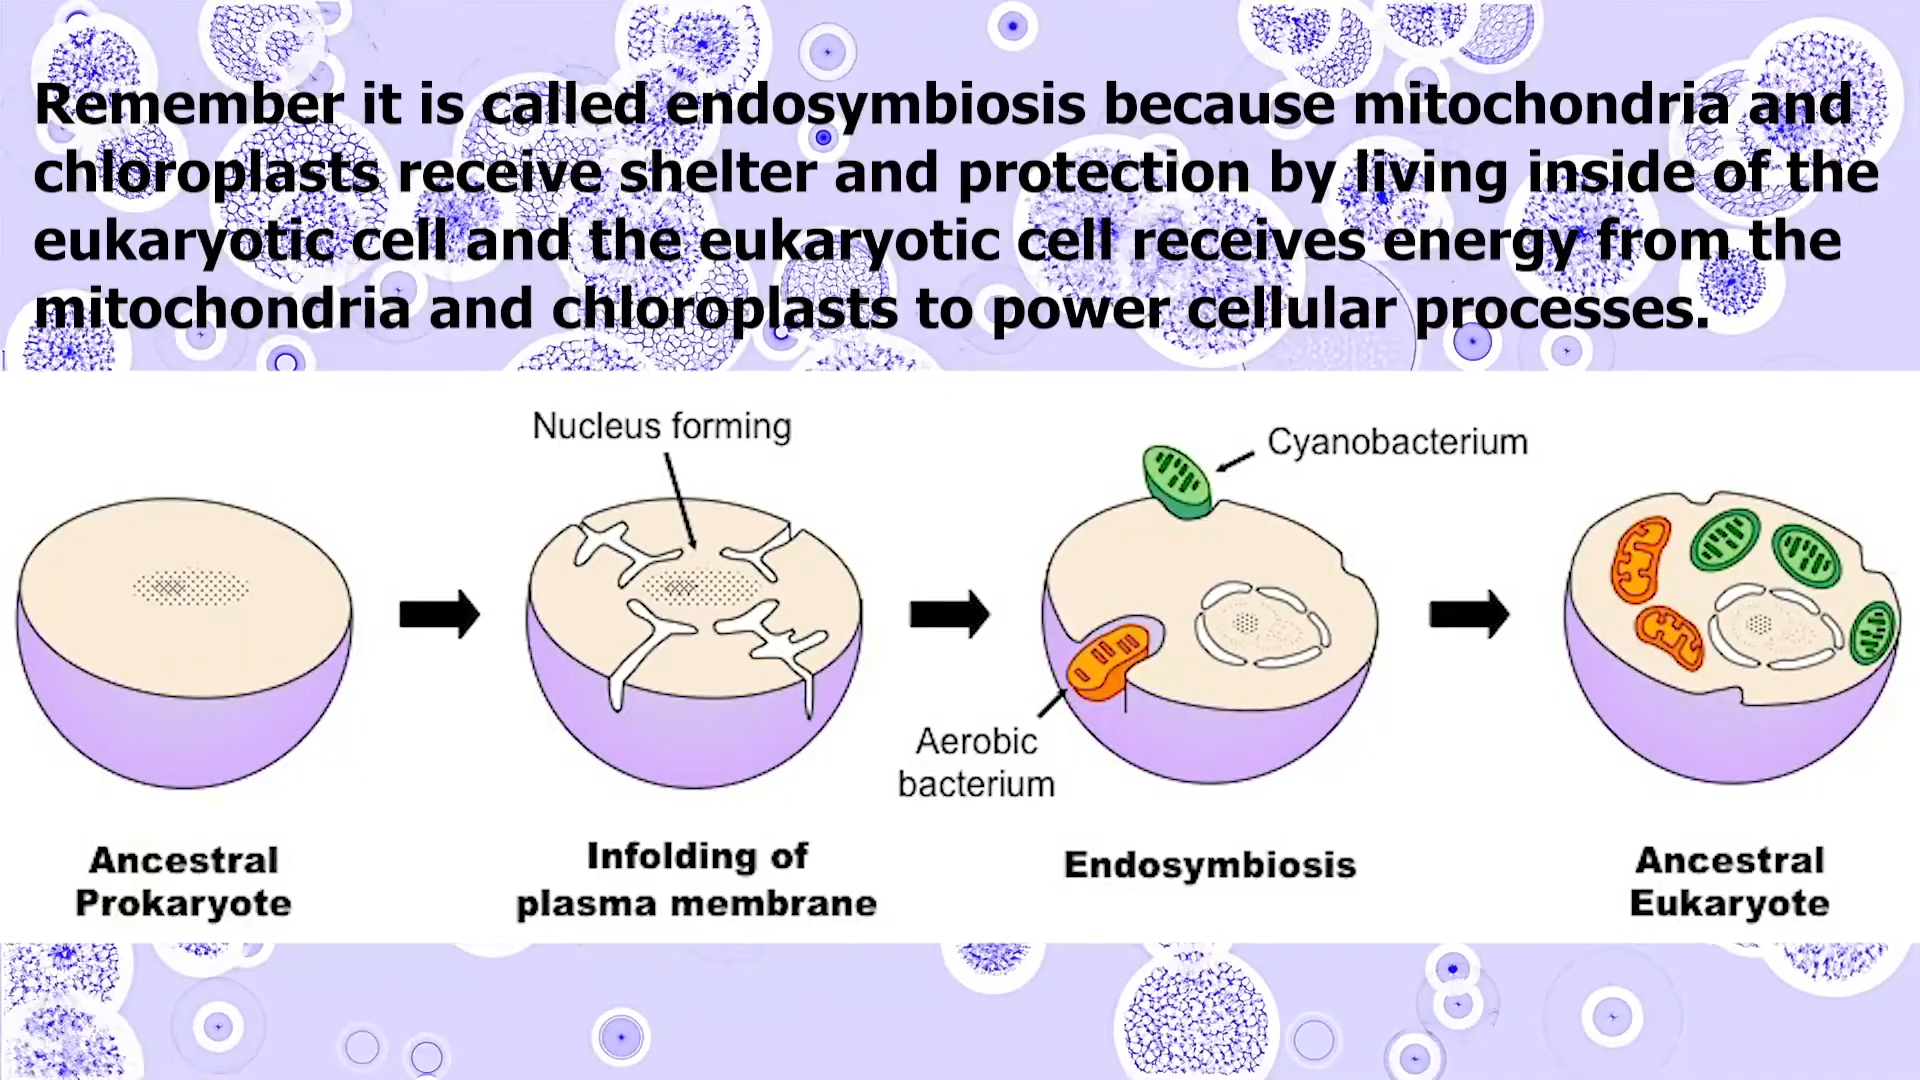 Remember it is called endosymbiosis because mitochondria and
chloroplasts receive shelter and protection by living inside of the
eukaryotic cell and the eukaryotic cell receives energy from the
mitochondria and chloroplasts to power cellular processes.
Nucleus forming
Cyanobacterium
Aerobic
bacterium
Ancestral
Prokaryote
Infolding of
plasma membrane
Endosymbiosis
Ancestral
Eukaryote